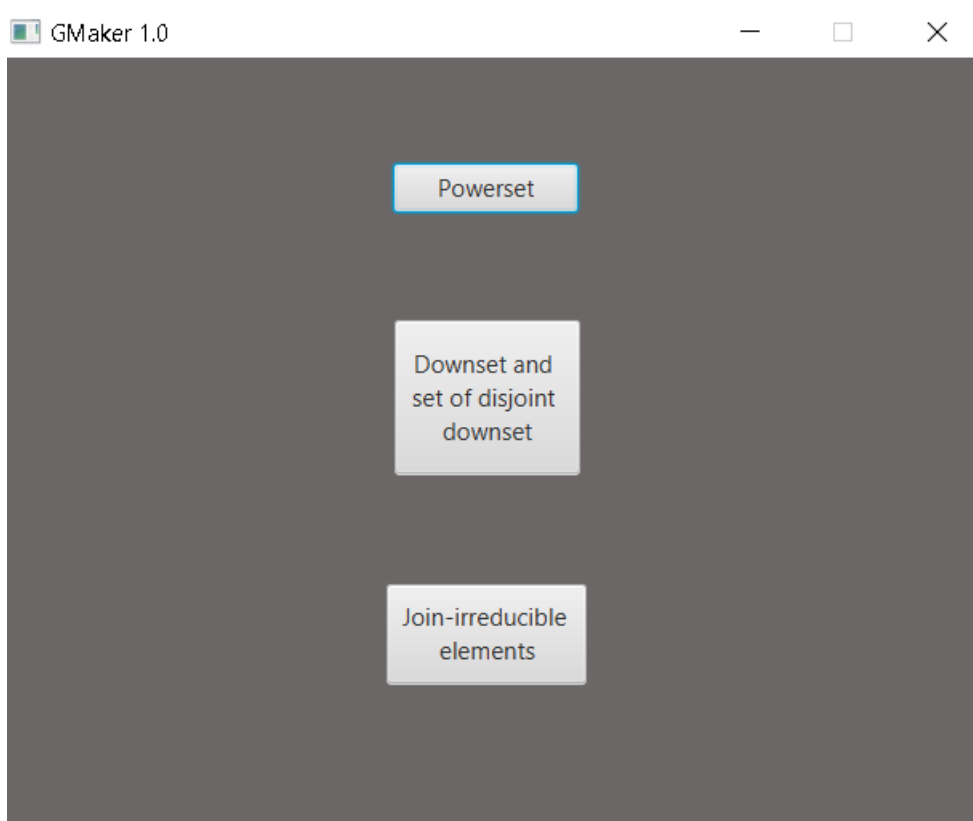 GMaker 1.0
Powerset
Downset and
set of disjoint
downset
Join-irreducible
elements